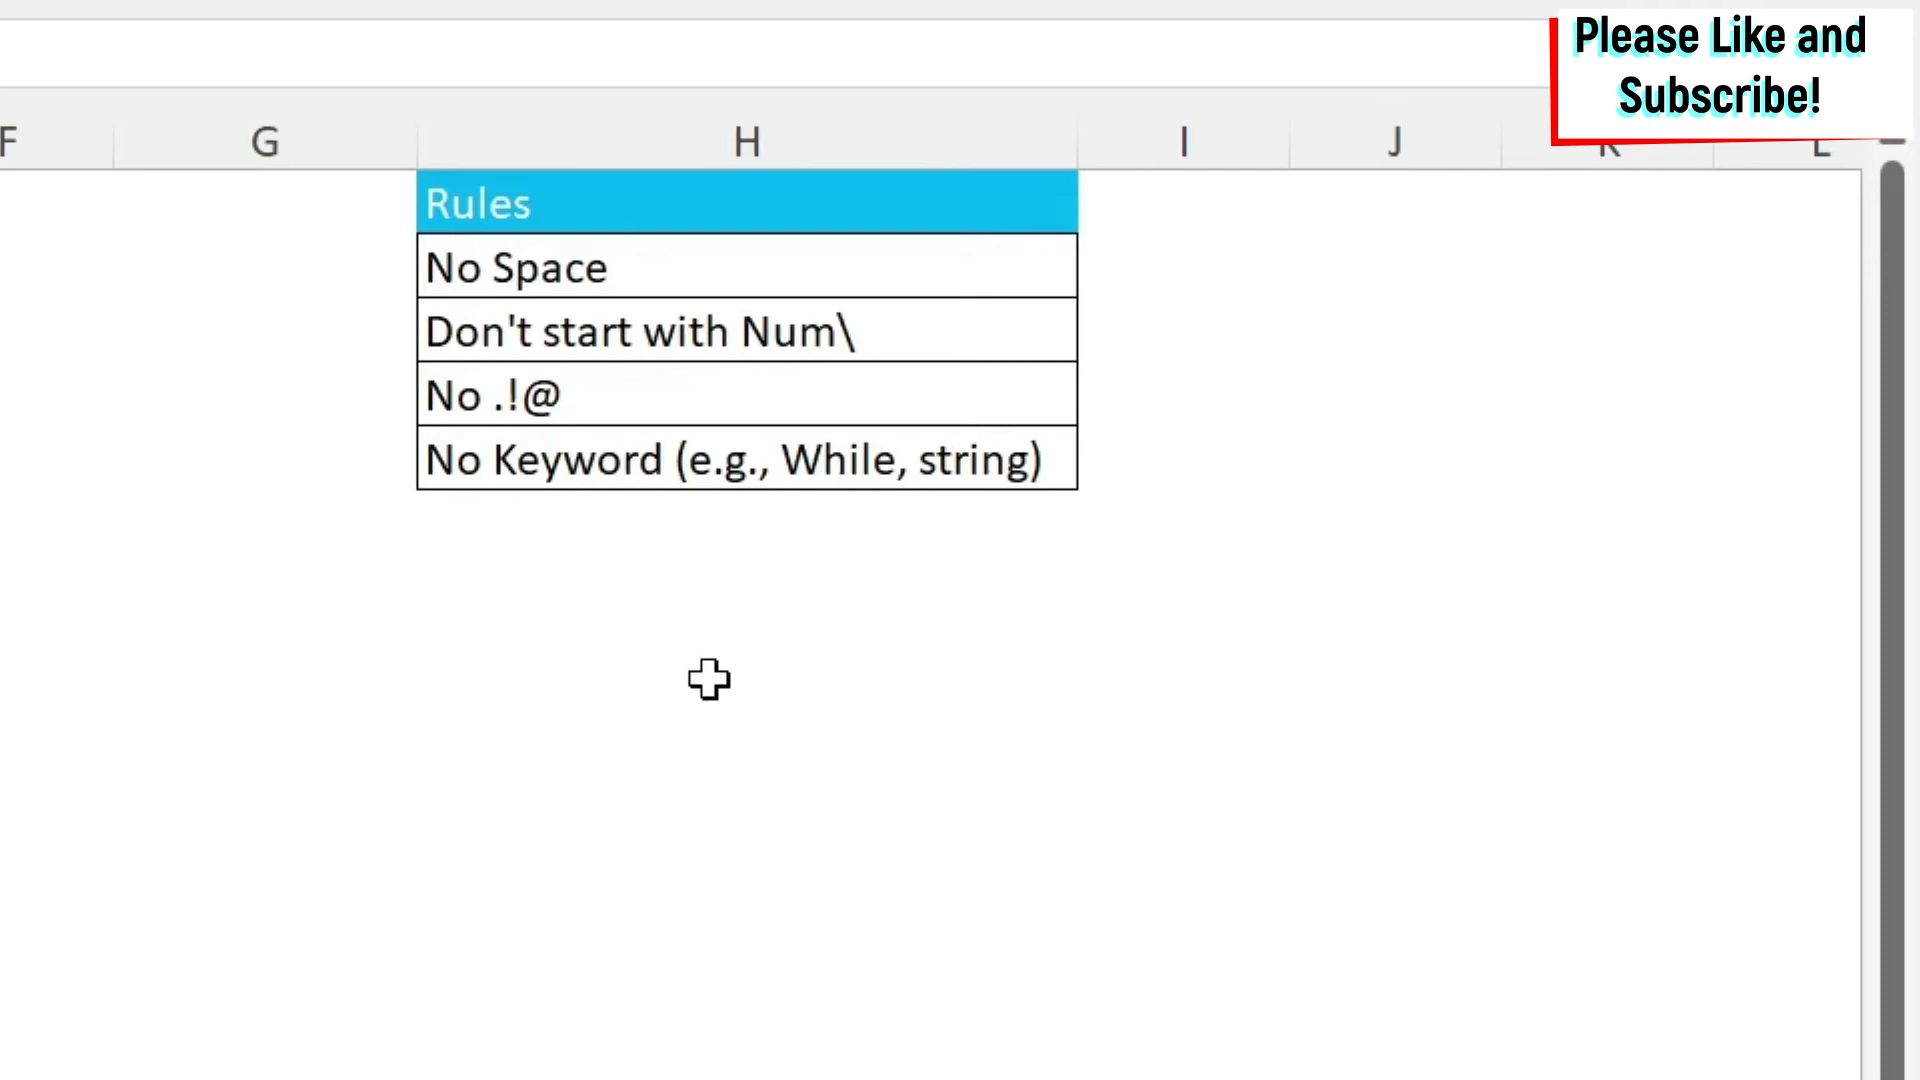 Please Like and
Subscribe!
F G H I J K L
Rules
No Space
Don't start with Num\
No .!@
No Keyword (e.g., While, string)